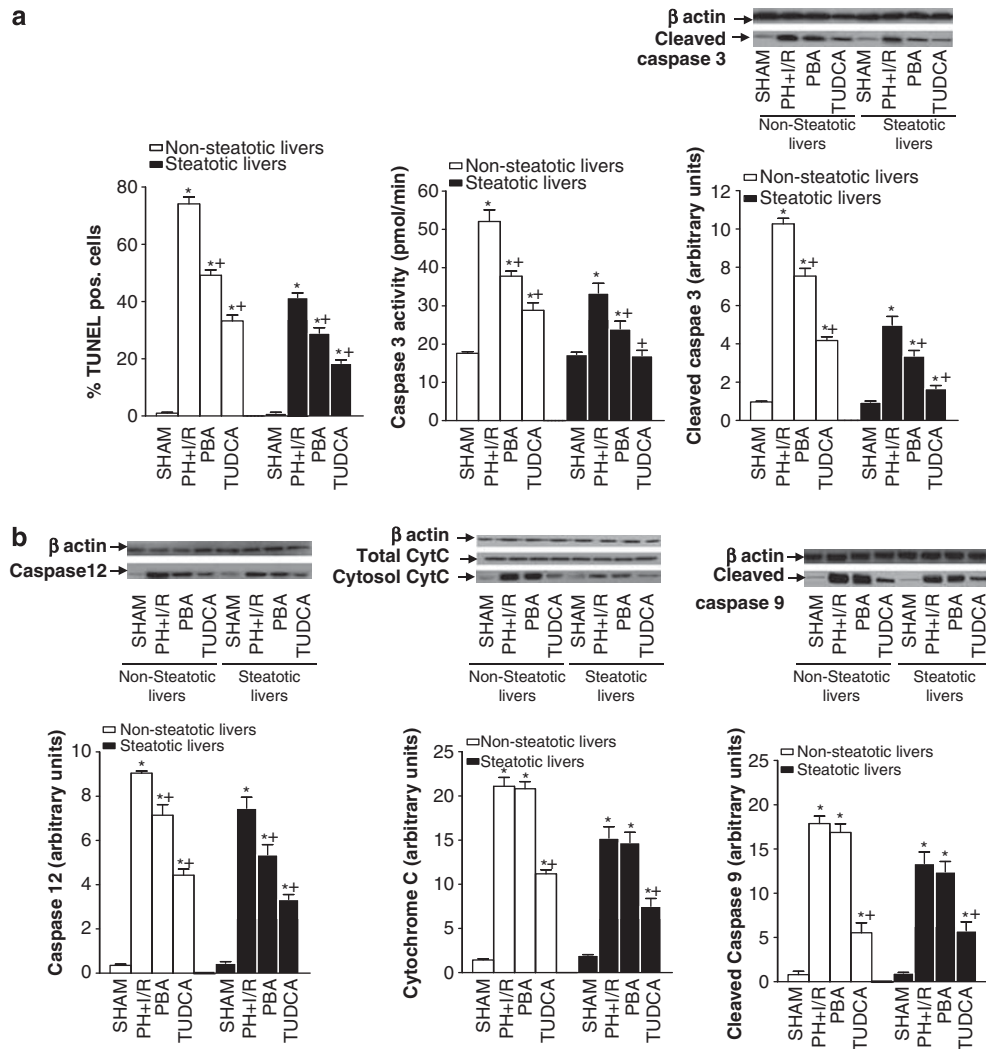 a
β actin
Cleaved
caspase 3
SHAM
PH+I/R
PBA
TUDCA
SHAM
PH+I/R
PBA
TUDCA
Non-Steatotic
livers
Steatotic
livers
Non-steatotic livers
Steatotic livers
% TUNEL pos. cells
80
60
40
20
0
*
*+
*+
*
*+
*+
SHAM
PH+I/R
PBA
TUDCA
SHAM
PH+I/R
PBA
TUDCA
Non-steatotic livers
Steatotic livers
Caspase 3 activity (pmol/min)
60
50
40
30
20
10
0
*
*+
*+
*
*+
+
SHAM
PH+I/R
PBA
TUDCA
SHAM
PH+I/R
PBA
TUDCA
Non-steatotic livers
Steatotic livers
Cleaved caspae 3 (arbitrary units)
12
10
8
6
4
2
0
*
*+
*+
*
*+
*+
SHAM
PH+I/R
PBA
TUDCA
SHAM
PH+I/R
PBA
TUDCA
b
β actin
Caspase12
SHAM
PH+I/R
PBA
TUDCA
SHAM
PH+I/R
PBA
TUDCA
Non-Steatotic
livers
Steatotic
livers
β actin
Total CytC
Cytosol CytC
SHAM
PH+I/R
PBA
TUDCA
SHAM
PH+I/R
PBA
TUDCA
Non-Steatotic
livers
Steatotic
livers
β actin
Cleaved
caspase 9
SHAM
PH+I/R
PBA
TUDCA
SHAM
PH+I/R
PBA
TUDCA
Non-Steatotic
livers
Steatotic
livers
Non-steatotic livers
Steatotic livers
Caspase 12 (arbitrary units)
10
8
6
4
2
0
*
*+
*+
*
*+
*+
SHAM
PH+I/R
PBA
TUDCA
SHAM
PH+I/R
PBA
TUDCA
Non-steatotic livers
Steatotic livers
Cytochrome C (arbitrary units)
25
20
15
10
5
0
*
*
*+
*
*
*+
SHAM
PH+I/R
PBA
TUDCA
SHAM
PH+I/R
PBA
TUDCA
Non-steatotic livers
Steatotic livers
Cleaved Caspase 9 (arbitrary units)
25
20
15
10
5
0
*
*
*+
*
*
*+
SHAM
PH+I/R
PBA
TUDCA
SHAM
PH+I/R
PBA
TUDCA